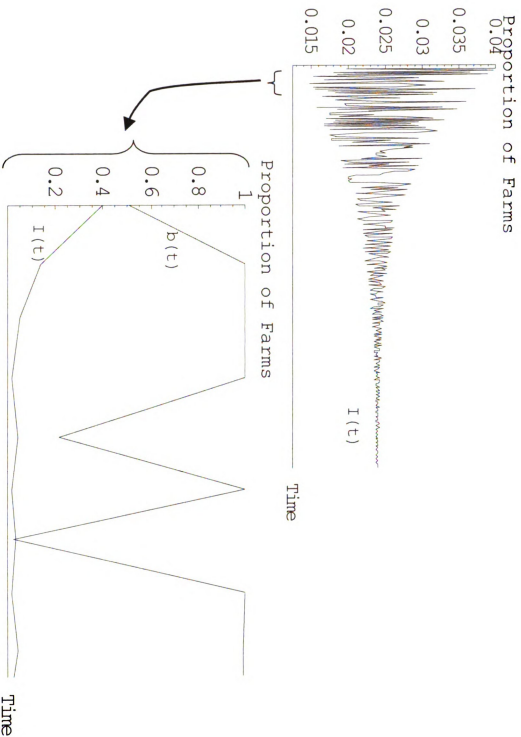 Proportion of Farms
0.04
0.035
0.03
0.025
0.02
0.015
I(t)
Time
Proportion of Farms
1
0.8
0.6
0.4
0.2
b(t)
I(t)
Time